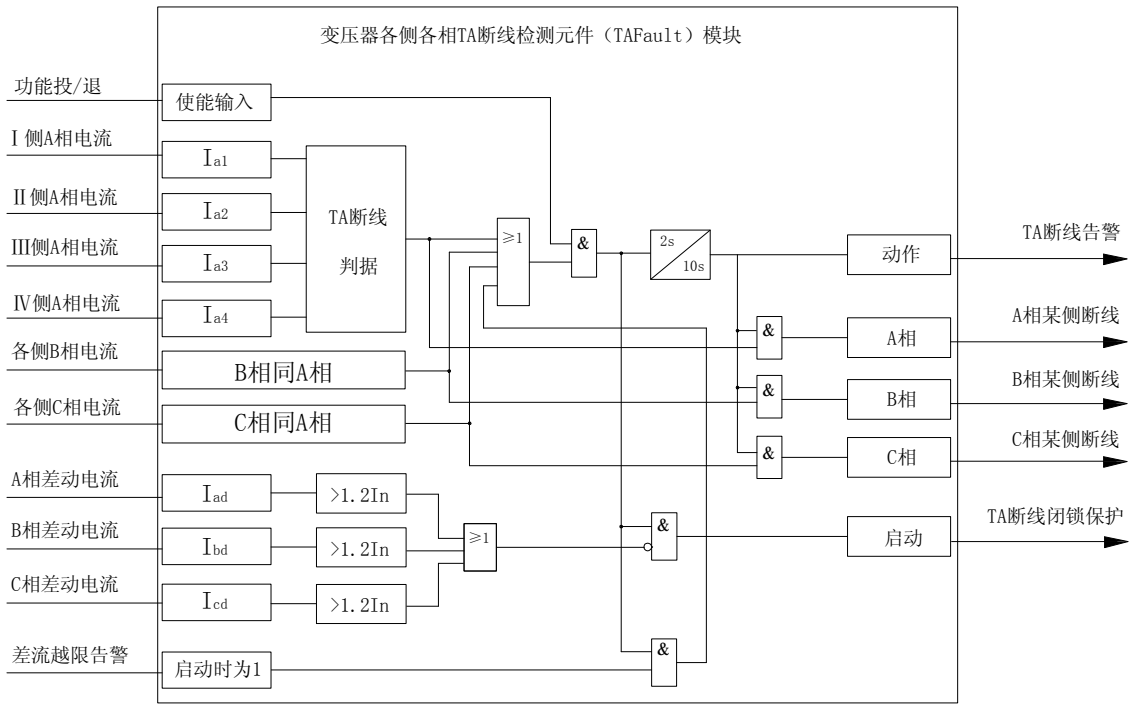 变压器各侧各相TA断线检测元件（TAFault）模块
功能投/退
使能输入
Ⅰ侧A相电流
Ia1
Ⅱ侧A相电流
Ia2
Ⅲ侧A相电流
Ia3
Ⅳ侧A相电流
Ia4
TA断线
判据
≥1
&
2s
10s
动作
TA断线告警
&
A相
A相某侧断线
各侧B相电流
B相同A相
&
B相
B相某侧断线
各侧C相电流
C相同A相
&
C相
C相某侧断线
A相差动电流
Iad
>1.2In
B相差动电流
Ibd
>1.2In
≥1
&
启动
TA断线闭锁保护
C相差动电流
Icd
>1.2In
差流越限告警
启动时为1
&